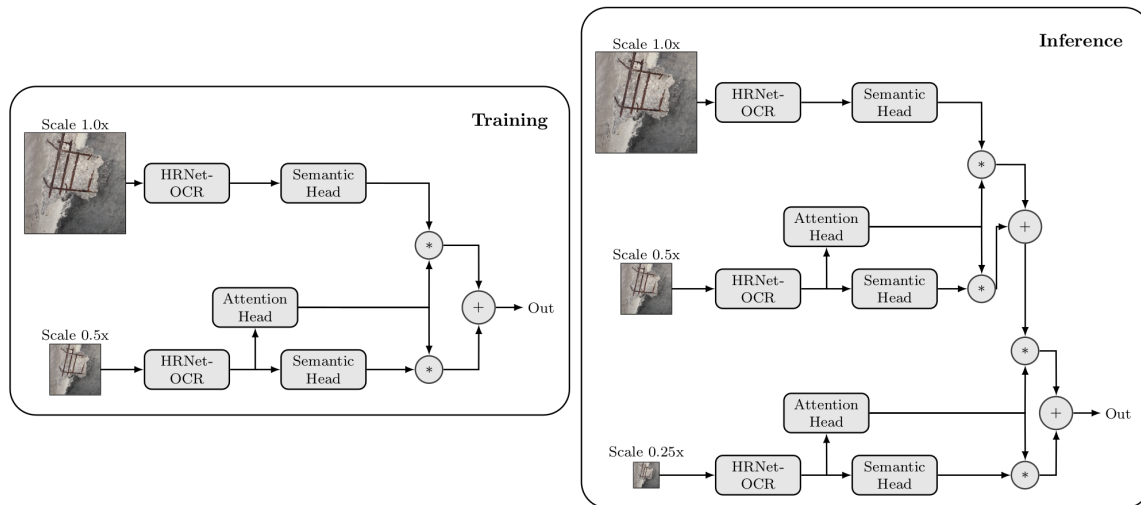 Training
Scale 1.0x
HRNet-
OCR
Semantic
Head
*
Attention
Head
+
Out
Scale 0.5x
HRNet-
OCR
Semantic
Head
*
Inference
Scale 1.0x
HRNet-
OCR
Semantic
Head
*
Attention
Head
+
Scale 0.5x
HRNet-
OCR
Semantic
Head
*
*
Attention
Head
+
Out
Scale 0.25x
HRNet-
OCR
Semantic
Head
*